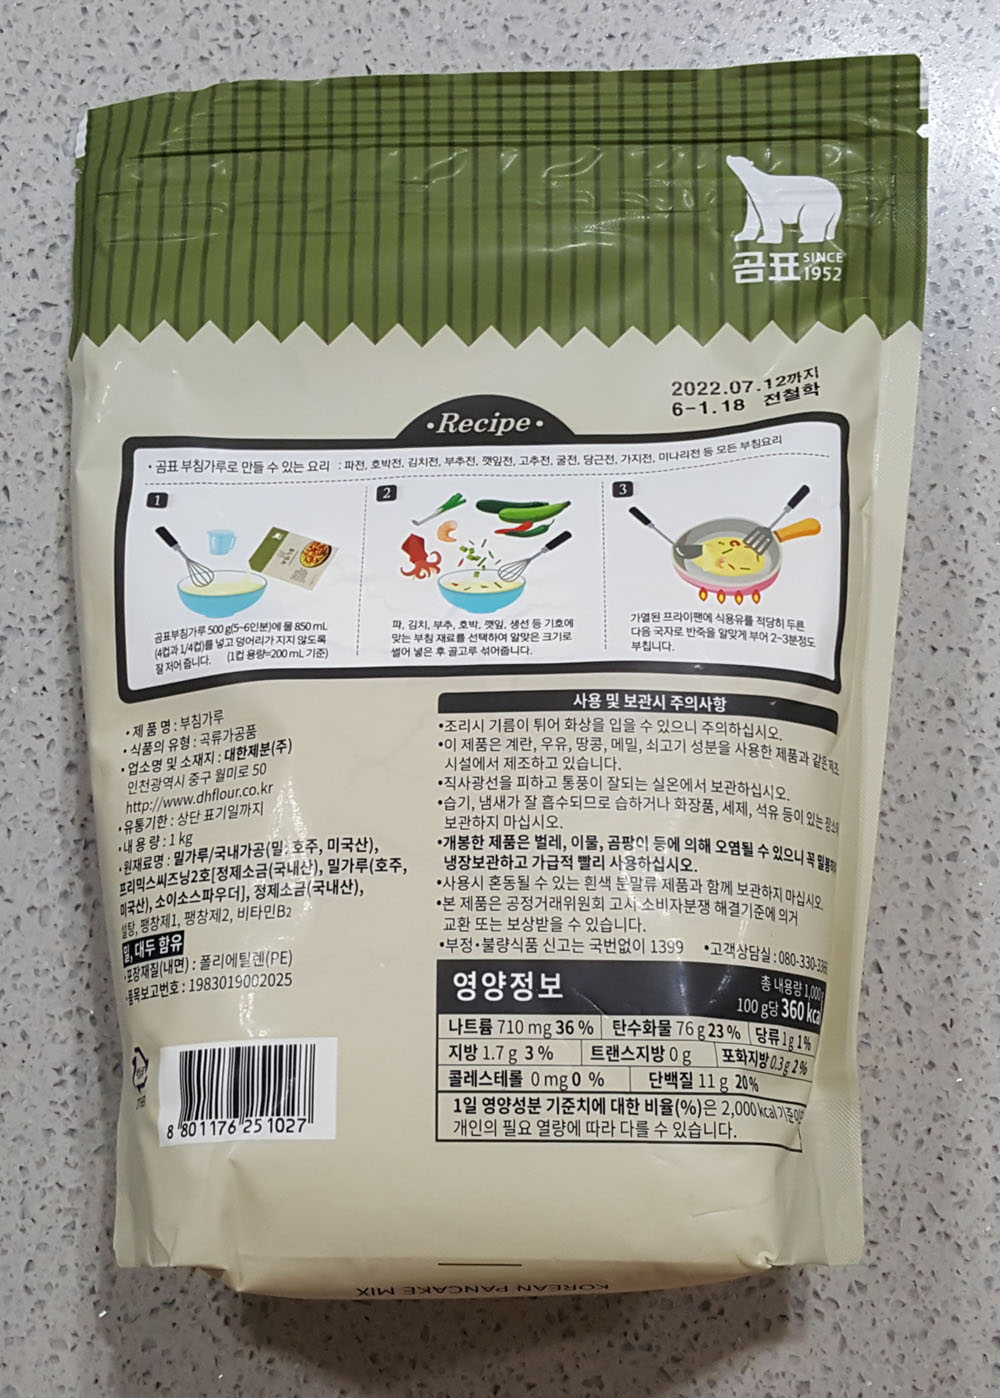 곰표 SINCE 1952
2022.07.12까지
6-1.18 전철학
•Recipe•
• 곰표 부침가루로 만들 수 있는 요리 : 파전, 호박전, 김치전, 부추전, 깻잎전, 고추전, 굴전, 당근전, 가지전, 미나리전 등 모든 부침요리
1
곰표부침가루 500 g(5~6인분)에 물 850 mL
(4컵과 1/4컵)를 넣고 덩어리가 지지 않도록
잘 저어 줍니다. (1컵 용량=200 mL 기준)
2
파, 김치, 부추, 호박, 깻잎, 생선 등 기호에
맞는 부침 재료를 선택하여 알맞은 크기로
썰어 넣은 후 골고루 섞어줍니다.
3
가열된 프라이팬에 식용유를 적당히 두른
다음 국자로 반죽을 알맞게 부어 2~3분정도
부칩니다.
• 제 품 명 : 부침가루
• 식품의 유형 : 곡류가공품
• 업소명 및 소재지 : 대한제분(주)
인천광역시 중구 월미로 50
http://www.dhflour.co.kr
• 유통기한 : 상단 표기일까지
• 내 용 량 : 1 kg
• 원재료명 : 밀가루/국내가공(밀: 호주, 미국산),
프리믹스씨즈닝2호[정제소금(국내산), 밀가루(호주,
미국산), 소이소스파우더], 정제소금(국내산),
설탕, 팽창제1, 팽창제2, 비타민B2
밀, 대두 함유
• 포장재질(내면) : 폴리에틸렌(PE)
• 품목보고번호 : 1983019002025
8 801176 251027
사용 및 보관시 주의사항
•조리시 기름이 튀어 화상을 입을 수 있으니 주의하십시오.
•이 제품은 계란, 우유, 땅콩, 메밀, 쇠고기 성분을 사용한 제품과 같은 제조
시설에서 제조하고 있습니다.
•직사광선을 피하고 통풍이 잘되는 실온에서 보관하십시오.
•습기, 냄새가 잘 흡수되므로 습하거나 화장품, 세제, 석유 등이 있는 장소에
보관하지 마십시오.
•개봉한 제품은 벌레, 이물, 곰팡이 등에 의해 오염될 수 있으니 꼭 밀봉하여
냉장보관하고 가급적 빨리 사용하십시오.
•사용시 혼동될 수 있는 흰색 분말류 제품과 함께 보관하지 마십시오.
•본 제품은 공정거래위원회 고시 소비자분쟁 해결기준에 의거
교환 또는 보상받을 수 있습니다.
•부정•불량식품 신고는 국번없이 1399 •고객상담실 : 080-330-
영양정보
총 내용량 1,000 g
100 g당 360 kcal
나트륨 710 mg 36 % 탄수화물 76 g 23 % 당류 1 g 1%
지방 1.7 g 3 % 트랜스지방 0 g 포화지방 0.3 g 2 %
콜레스테롤 0 mg 0 % 단백질 11 g 20%
1일 영양성분 기준치에 대한 비율(%)은 2,000 kcal 기준이므로
개인의 필요 열량에 따라 다를 수 있습니다.
KOREAN PANCAKE MIX